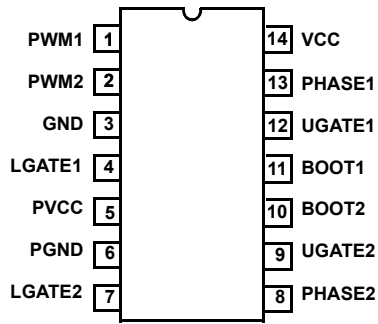 PWM1 1 14 VCC
PWM2 2 13 PHASE1
GND 3 12 UGATE1
LGATE1 4 11 BOOT1
PVCC 5 10 BOOT2
PGND 6 9 UGATE2
LGATE2 7 8 PHASE2